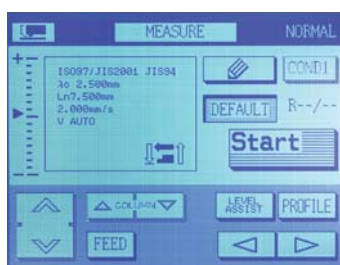 MEASURE NORMAL
ISO97/JIS2001 JIS94
λc 2.500mm
Ln7.500mm
2.000mm/s
V AUTO
COND1
DEFAULT R--/--
Start
COLUMN
LEVEL ASSIST
PROFILE
FEED